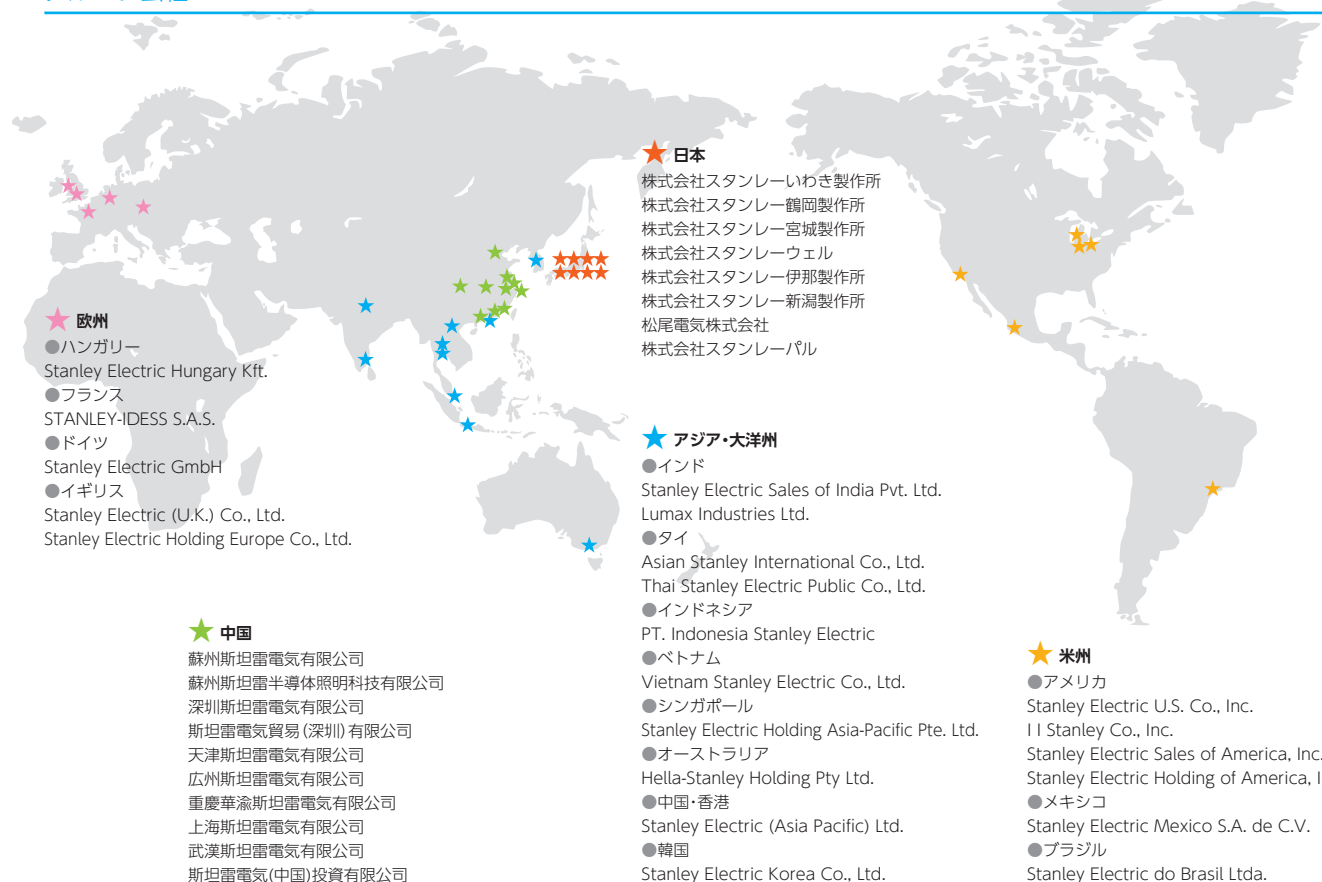 日本
株式会社スタンレーいわき製作所
株式会社スタンレー鶴岡製作所
株式会社スタンレー宮城製作所
株式会社スタンレーウェル
株式会社スタンレー伊那製作所
株式会社スタンレー新潟製作所
松尾電気株式会社
株式会社スタンレーパル
欧州
●ハンガリー
Stanley Electric Hungary Kft.
●フランス
STANLEY-IDESS S.A.S.
●ドイツ
Stanley Electric GmbH
●イギリス
Stanley Electric (U.K.) Co., Ltd.
Stanley Electric Holding Europe Co., Ltd.
アジア・大洋州
●インド
Stanley Electric Sales of India Pvt. Ltd.
Lumax Industries Ltd.
●タイ
Asian Stanley International Co., Ltd.
Thai Stanley Electric Public Co., Ltd.
●インドネシア
PT. Indonesia Stanley Electric
●ベトナム
Vietnam Stanley Electric Co., Ltd.
●シンガポール
Stanley Electric Holding Asia-Pacific Pte. Ltd.
●オーストラリア
Hella-Stanley Holding Pty Ltd.
●中国・香港
Stanley Electric (Asia Pacific) Ltd.
●韓国
Stanley Electric Korea Co., Ltd.
中国
蘇州斯坦雷電気有限公司
蘇州斯坦雷半導体照明科技有限公司
深圳斯坦雷電気有限公司
斯坦雷電気貿易(深圳)有限公司
天津斯坦雷電気有限公司
広州斯坦雷電気有限公司
重慶華渝斯坦雷電気有限公司
上海斯坦雷電気有限公司
武漢斯坦雷電気有限公司
斯坦雷電気(中国)投資有限公司
米州
●アメリカ
Stanley Electric U.S. Co., Inc.
I I Stanley Co., Inc.
Stanley Electric Sales of America, Inc.
Stanley Electric Holding of America, I
●メキシコ
Stanley Electric Mexico S.A. de C.V.
●ブラジル
Stanley Electric do Brasil Ltda.